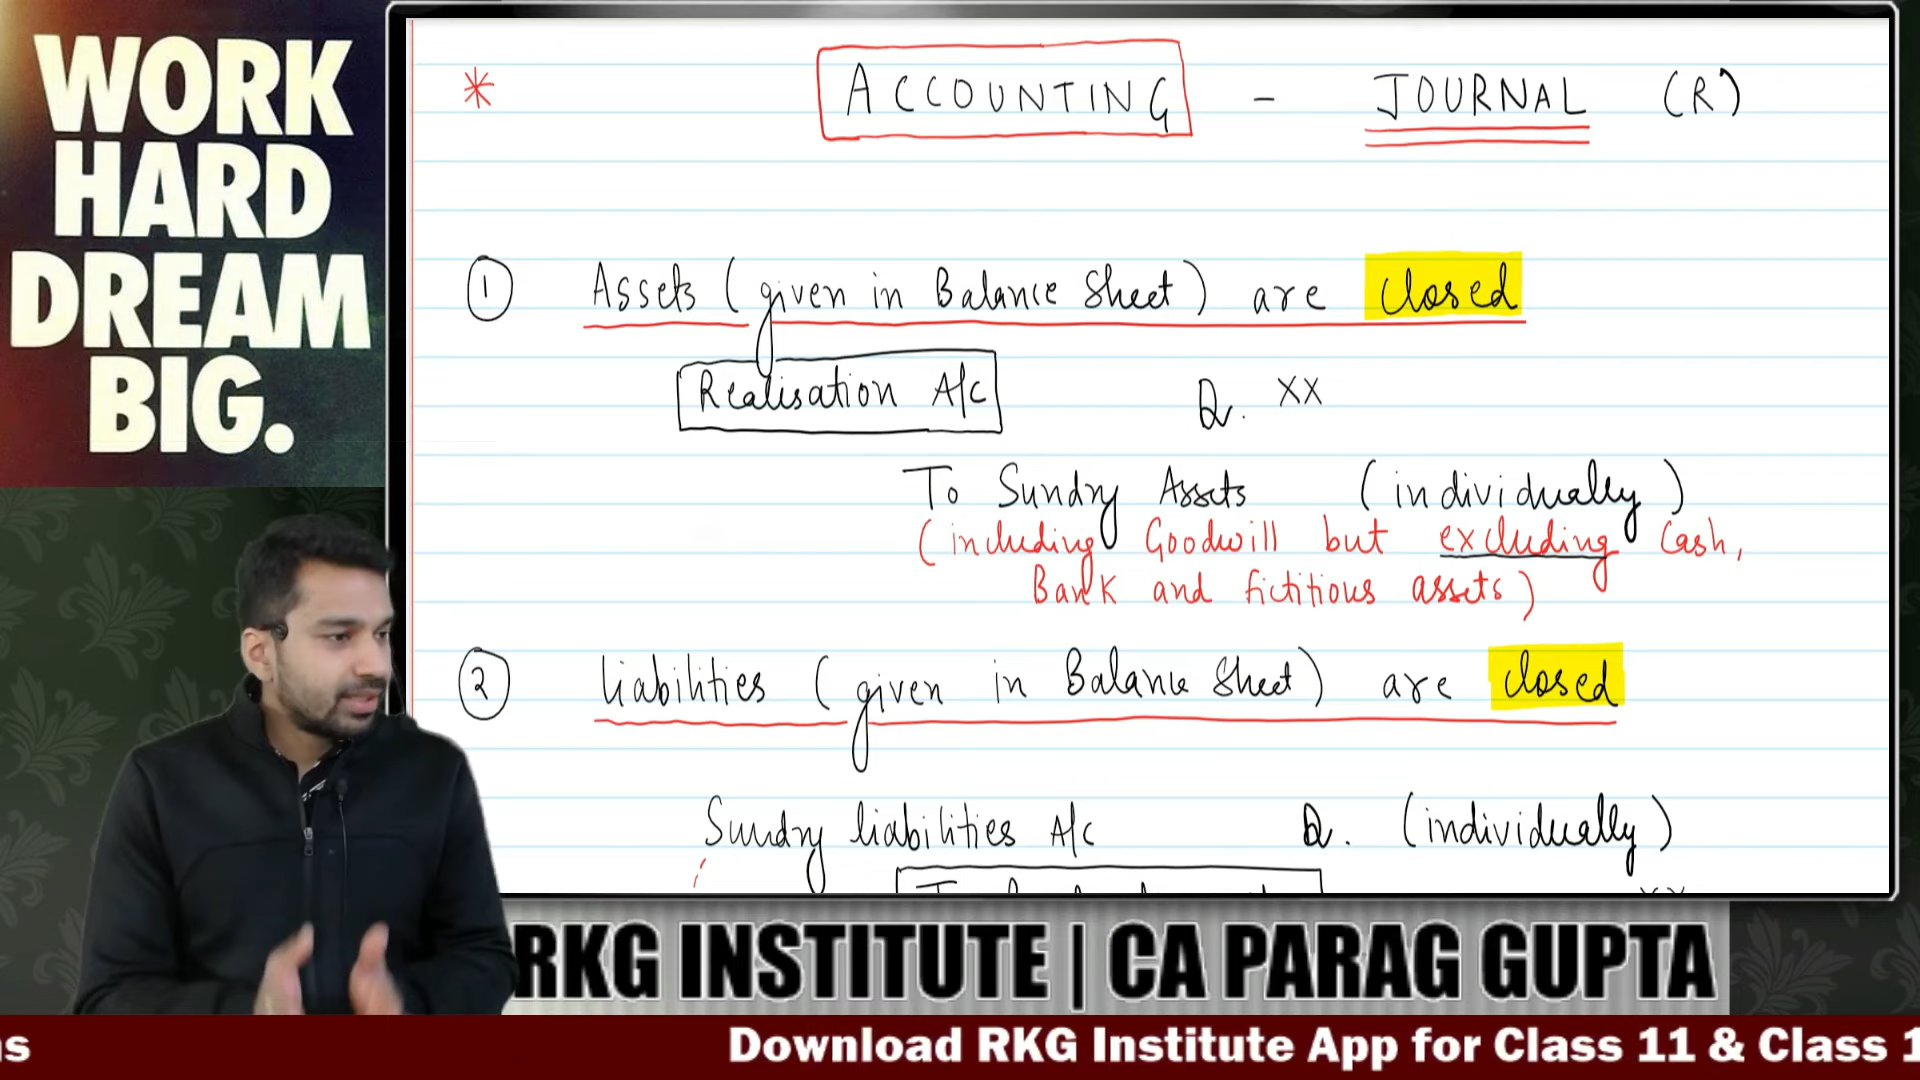 WORK
HARD
DREAM
BIG.
* ACCOUNTING - JOURNAL (R)
① Assets (given in Balance Sheet) are closed
Realisation A/c Dr. XX
To Sundry Assets (individually)
(including Goodwill but excluding Cash,
Bank and fictitious assets)
② liabilities (given in Balance Sheet) are closed
Sundry liabilities A/c Dr. (individually)
RKG INSTITUTE | CA PARAG GUPTA
Download RKG Institute App for Class 11 & Class 1